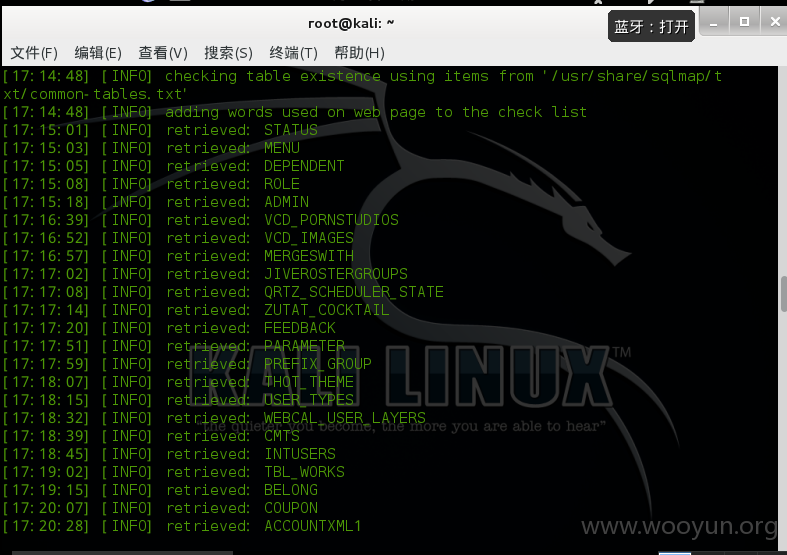 root@kali: ~
蓝牙：打开
文件(F) 编辑(E) 查看(V) 搜索(S) 终端(T) 帮助(H)
[17:14:48] [INFO] checking table existence using items from '/usr/share/sqlmap/t
xt/common-tables.txt'
[17:14:48] [INFO] adding words used on web page to the check list
[17:15:01] [INFO] retrieved: STATUS
[17:15:03] [INFO] retrieved: MENU
[17:15:05] [INFO] retrieved: DEPENDENT
[17:15:08] [INFO] retrieved: ROLE
[17:15:18] [INFO] retrieved: ADMIN
[17:16:39] [INFO] retrieved: VCD_PORNSTUDIOS
[17:16:52] [INFO] retrieved: VCD_IMAGES
[17:16:57] [INFO] retrieved: MERGESWITH
[17:17:02] [INFO] retrieved: JIVEROSTERGROUPS
[17:17:08] [INFO] retrieved: QRTZ_SCHEDULER_STATE
[17:17:14] [INFO] retrieved: ZUTAT_COCKTAIL
[17:17:20] [INFO] retrieved: FEEDBACK
[17:17:51] [INFO] retrieved: PARAMETER
[17:17:59] [INFO] retrieved: PREFIX_GROUP
[17:18:07] [INFO] retrieved: THOT_THEME
[17:18:15] [INFO] retrieved: USER_TYPES
[17:18:32] [INFO] retrieved: WEBCAL_USER_LAYERS
[17:18:39] [INFO] retrieved: CMTS
[17:18:45] [INFO] retrieved: INTUSERS
[17:19:02] [INFO] retrieved: TBL_WORKS
[17:19:15] [INFO] retrieved: BELONG
[17:20:07] [INFO] retrieved: COUPON
[17:20:28] [INFO] retrieved: ACCOUNTXML1
KALI LINUX™
"the quieter you become, the more you are able to hear"
www.wooyun.org